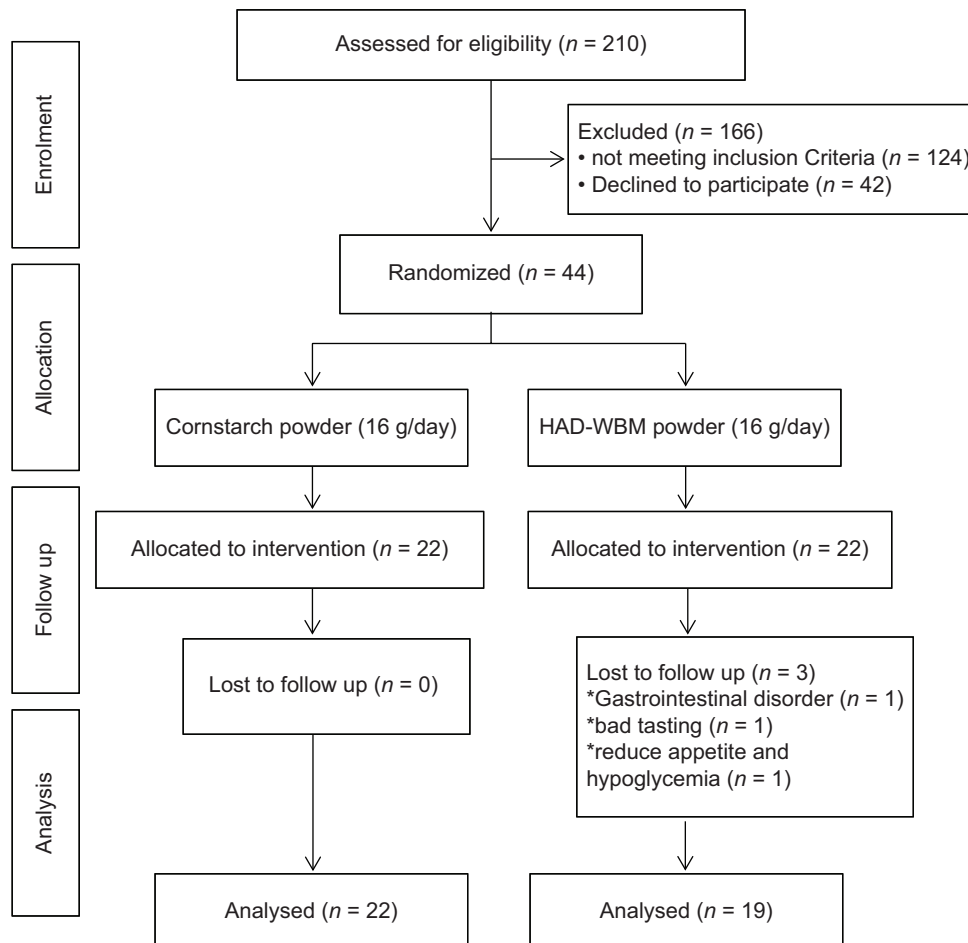 Assessed for eligibility (n = 210)
Enrolment
Excluded (n = 166)
• not meeting inclusion Criteria (n = 124)
• Declined to participate (n = 42)
Randomized (n = 44)
Allocation
Cornstarch powder (16 g/day)
HAD-WBM powder (16 g/day)
Follow up
Allocated to intervention (n = 22)
Allocated to intervention (n = 22)
Lost to follow up (n = 0)
Lost to follow up (n = 3)
*Gastrointestinal disorder (n = 1)
*bad tasting (n = 1)
*reduce appetite and
hypoglycemia (n = 1)
Analysis
Analysed (n = 22)
Analysed (n = 19)